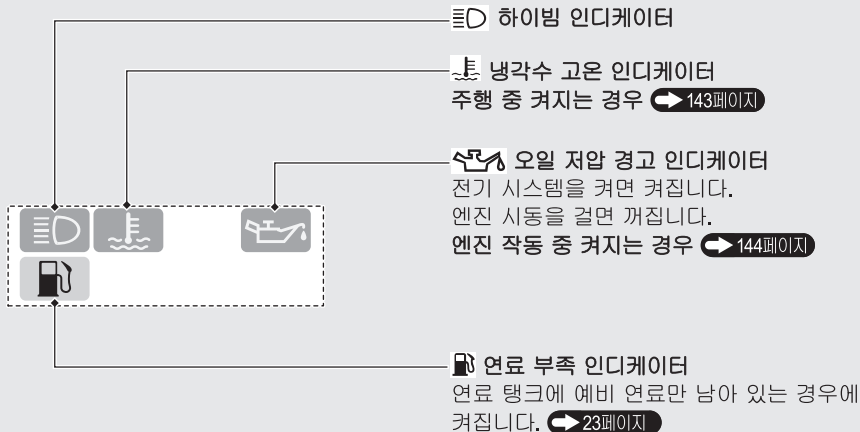 하이빔 인디케이터
냉각수 고온 인디케이터
주행 중 켜지는 경우 143페이지
오일 저압 경고 인디케이터
전기 시스템을 켜면 켜집니다.
엔진 시동을 걸면 꺼집니다.
엔진 작동 중 켜지는 경우 144페이지
연료 부족 인디케이터
연료 탱크에 예비 연료만 남아 있는 경우에
켜집니다. 23페이지